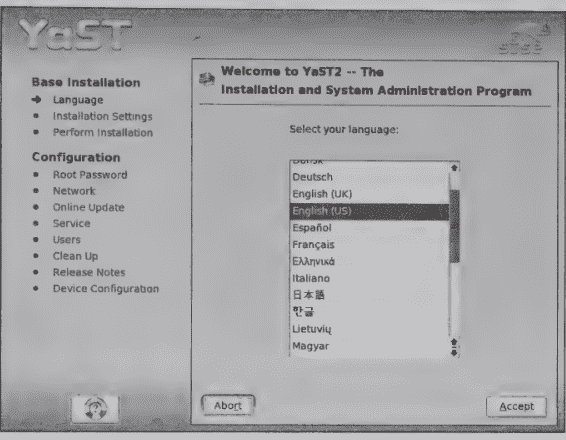 YaST
SUSE
Base Installation
Language
Installation Settings
Perform Installation
Configuration
Root Password
Network
Online Update
Service
Users
Clean Up
Release Notes
Device Configuration
Welcome to YaST2 -- The
Installation and System Administration Program
Select your language:
Dansk
Deutsch
English (UK)
English (US)
Español
Français
Ελληνικά
Italiano
日本語
한글
Lietuvių
Magyar
Abort
Accept